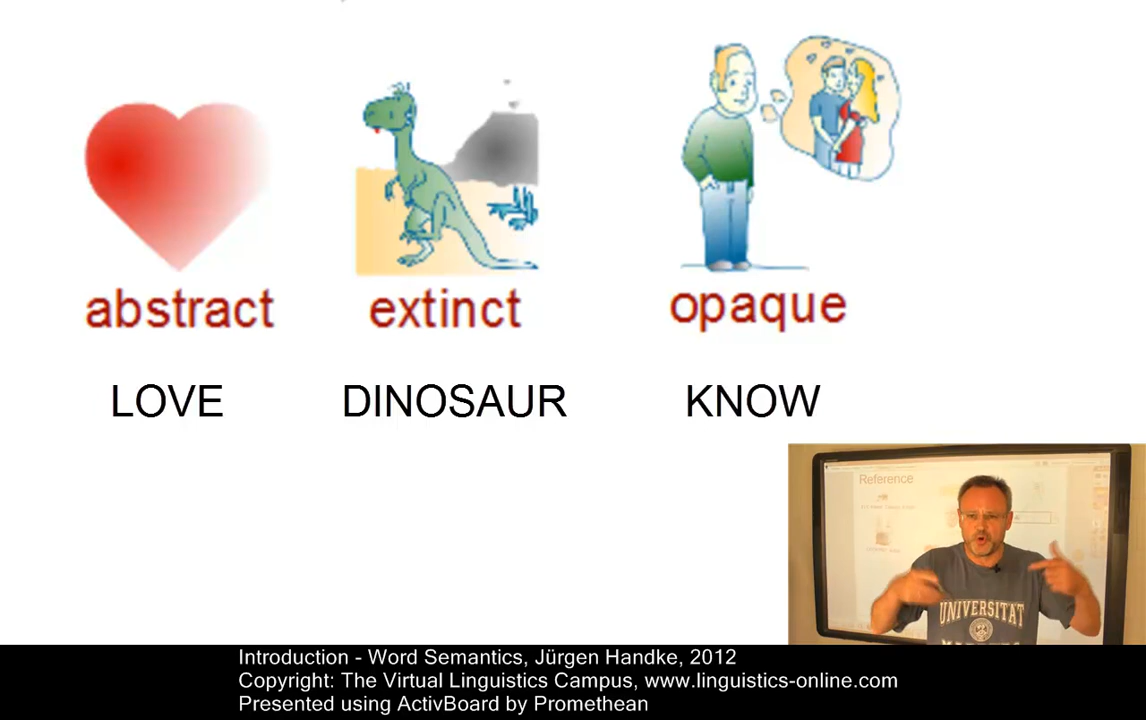 abstract extinct opaque
LOVE DINOSAUR KNOW
Reference
UNIVERSITÄT
Introduction - Word Semantics, Jürgen Handke, 2012
Copyright: The Virtual Linguistics Campus, www.linguistics-online.com
Presented using ActivBoard by Promethean